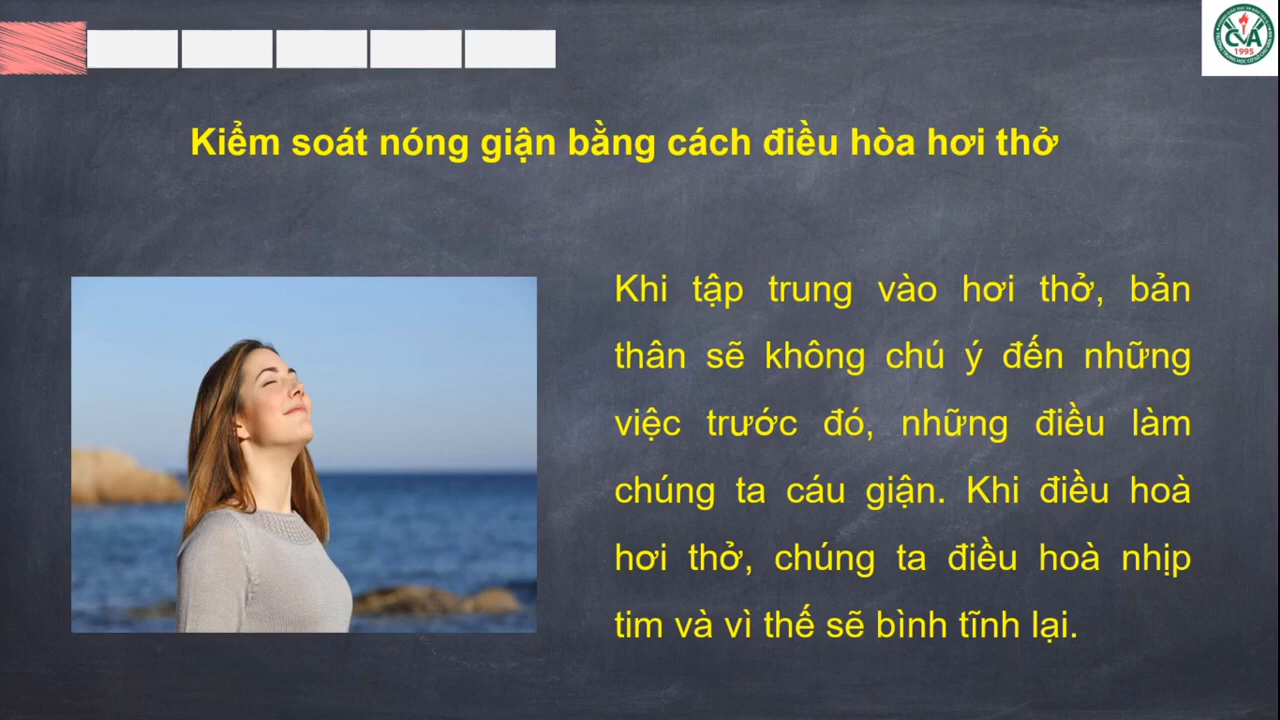 CVA
1995
Kiểm soát nóng giận bằng cách điều hòa hơi thở
Khi tập trung vào hơi thở, bản
thân sẽ không chú ý đến những
việc trước đó, những điều làm
chúng ta cáu giận. Khi điều hoà
hơi thở, chúng ta điều hoà nhịp
tim và vì thế sẽ bình tĩnh lại.